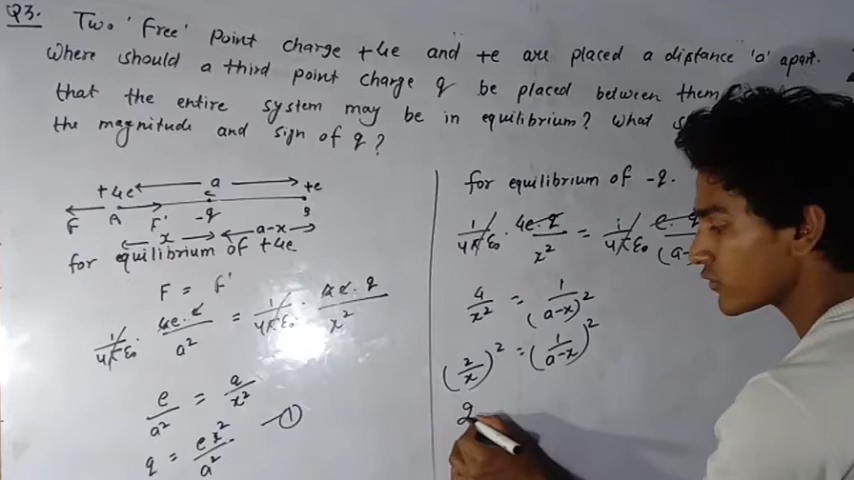 Q3. Two 'free' point charge +4e and +e are placed a distance 'a' apart.
Where should a third point charge q be placed between them
that the entire system may be in equilibrium? What
the magnitude and sign of q?
+4e a +e
F A F' -q c B
x a-x
for equilibrium of +4e
F = F'
1/4πε₀ · 4e·e/a² = 1/4πε₀ · 4e·q/x²
e/a² = q/x²
q = ex²/a² — ①
for equilibrium of -q.
1/4πε₀ · 4e·q/x² = 1/4πε₀ e·q/(a-
4/x² = 1/(a-x)²
(2/x)² = (1/a-x)²
2